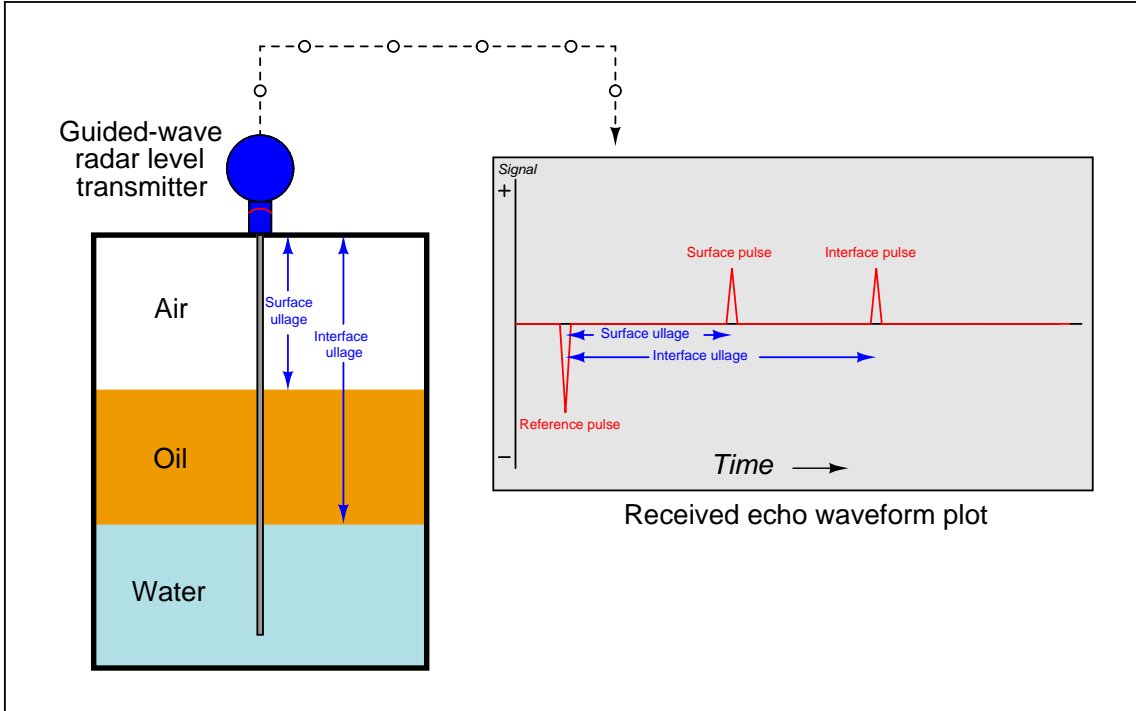 Guided-wave
radar level
transmitter
Air
Surface
ullage
Interface
ullage
Oil
Water
Signal
+
Surface pulse
Interface pulse
Surface ullage
Interface ullage
Reference pulse
−
Time
Received echo waveform plot